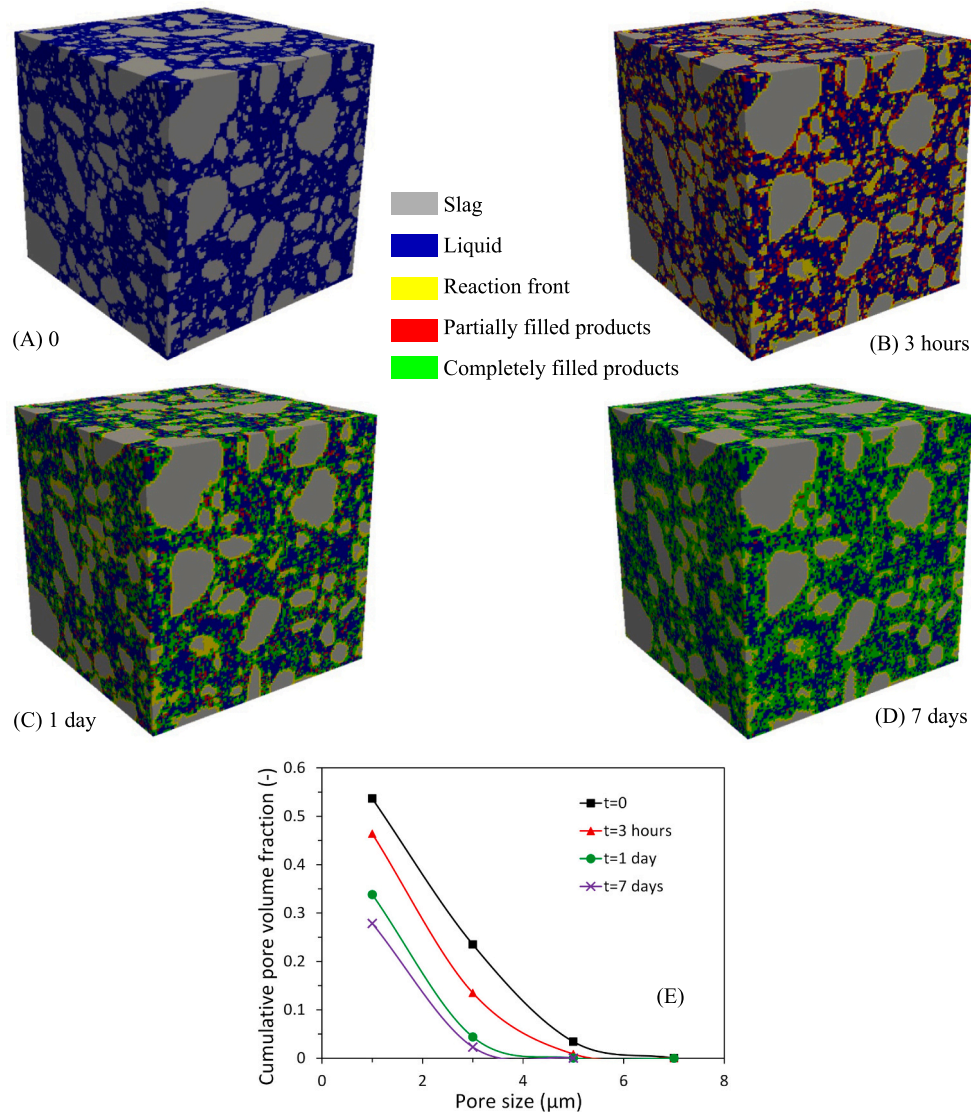 Slag
Liquid
Reaction front
Partially filled products
Completely filled products
(A) 0
(B) 3 hours
(C) 1 day
(D) 7 days
0.6
0.5
0.4
0.3
0.2
0.1
0
Cumulative pore volume fraction (-)
t=0
t=3 hours
t=1 day
t=7 days
(E)
0 2 4 6 8
Pore size (μm)